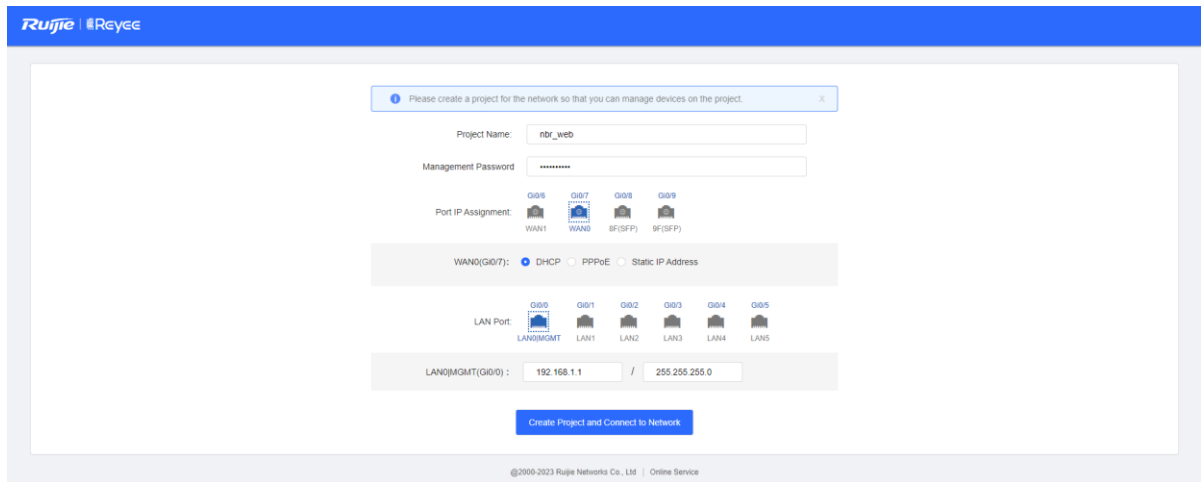 Ruijie | Reyee
Please create a project for the network so that you can manage devices on the project. X
Project Name: nbr_web
Management Password ••••••••••
Gi0/6 Gi0/7 Gi0/8 Gi0/9
Port IP Assignment:
WAN1 WAN0 8F(SFP) 9F(SFP)
WAN0(Gi0/7): DHCP PPPoE Static IP Address
Gi0/0 Gi0/1 Gi0/2 Gi0/3 Gi0/4 Gi0/5
LAN Port:
LAN0|MGMT LAN1 LAN2 LAN3 LAN4 LAN5
LAN0|MGMT(Gi0/0) : 192.168.1.1 / 255.255.255.0
Create Project and Connect to Network
@2000-2023 Ruijie Networks Co., Ltd | Online Service